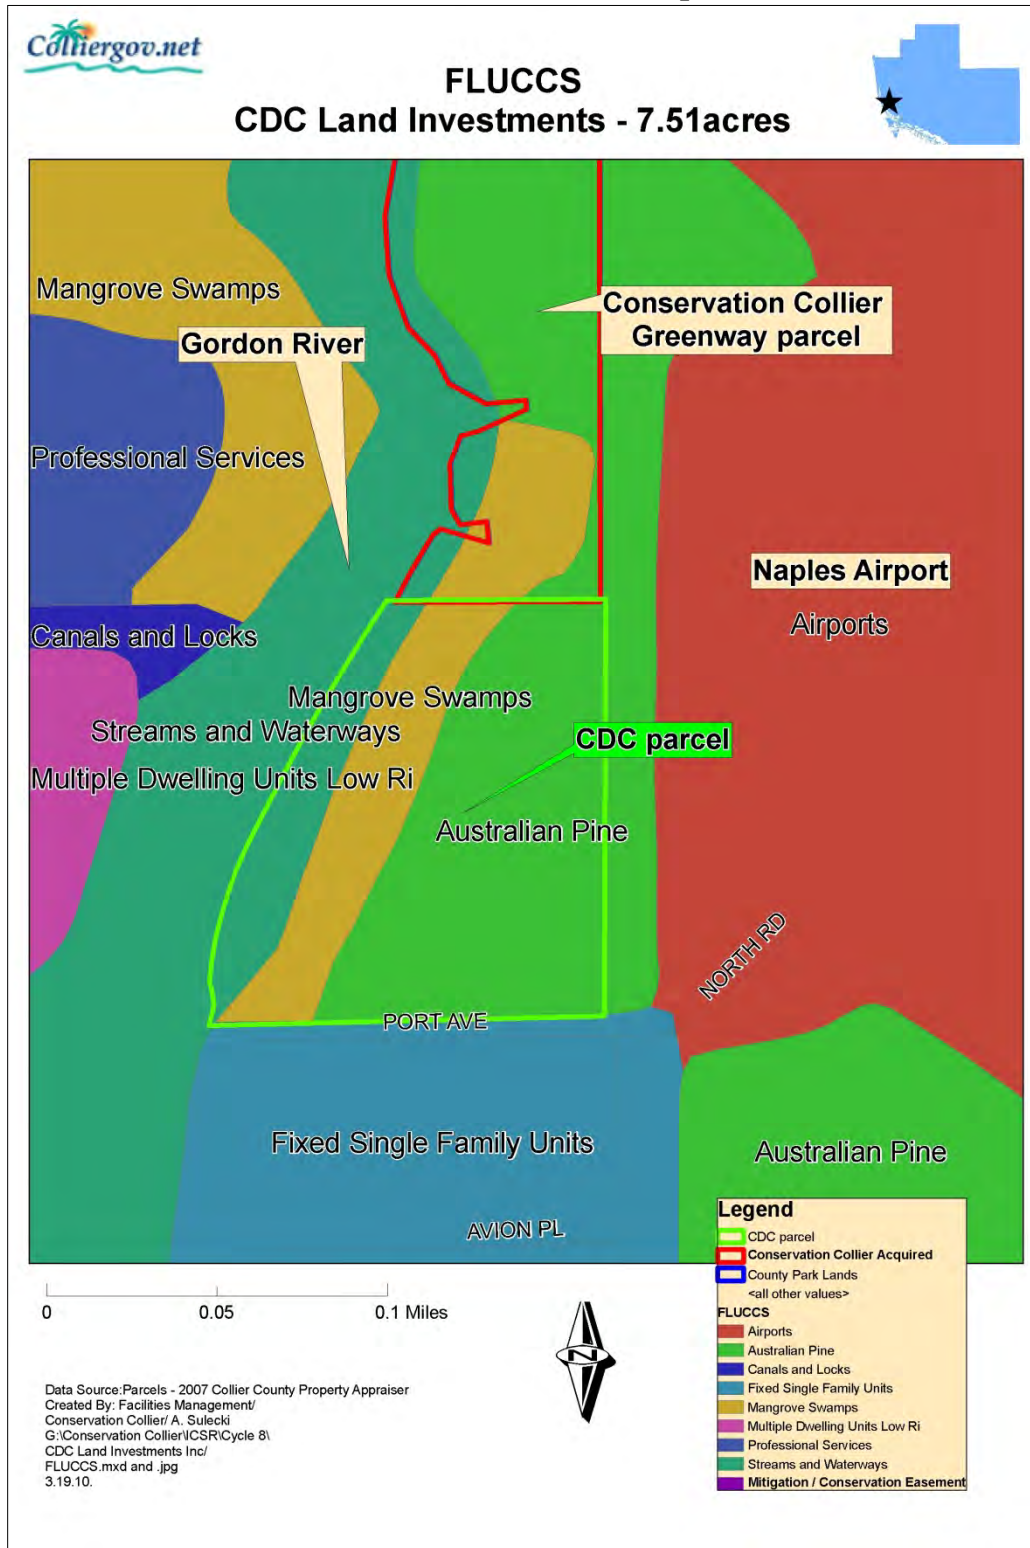 Colliergov.net
FLUCCS
CDC Land Investments - 7.51acres
Mangrove Swamps
Conservation Collier
Greenway parcel
Gordon River
Professional Services
Naples Airport
Airports
Canals and Locks
Mangrove Swamps
Streams and Waterways
CDC parcel
Multiple Dwelling Units Low Ri
Australian Pine
NORTH RD
PORT AVE
Fixed Single Family Units
Australian Pine
AVION PL
Legend
CDC parcel
Conservation Collier Acquired
County Park Lands
<all other values>
FLUCCS
Airports
Australian Pine
Canals and Locks
Fixed Single Family Units
Mangrove Swamps
Multiple Dwelling Units Low Ri
Professional Services
Streams and Waterways
Mitigation / Conservation Easement
0 0.05 0.1 Miles
N
Data Source:Parcels - 2007 Collier County Property Appraiser
Created By: Facilities Management/
Conservation Collier/ A. Sulecki
G:\Conservation Collier\ICSR\Cycle 8\
CDC Land Investments Inc/
FLUCCS.mxd and .jpg
3.19.10.